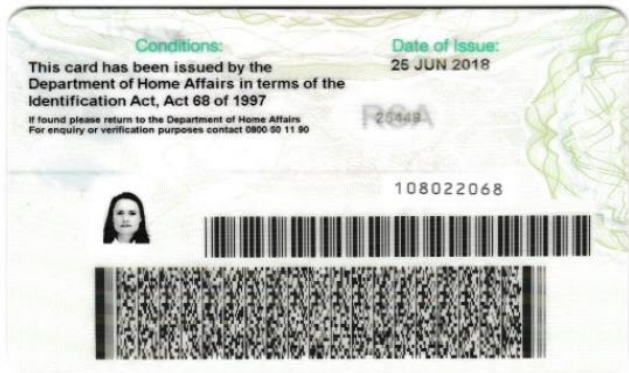 Conditions:
This card has been issued by the
Department of Home Affairs in terms of the
Identification Act, Act 68 of 1997
If found please return to the Department of Home Affairs
For enquiry or verification purposes contact 0800 50 11 90
Date of Issue:
25 JUN 2018
RSA
25449
108022068